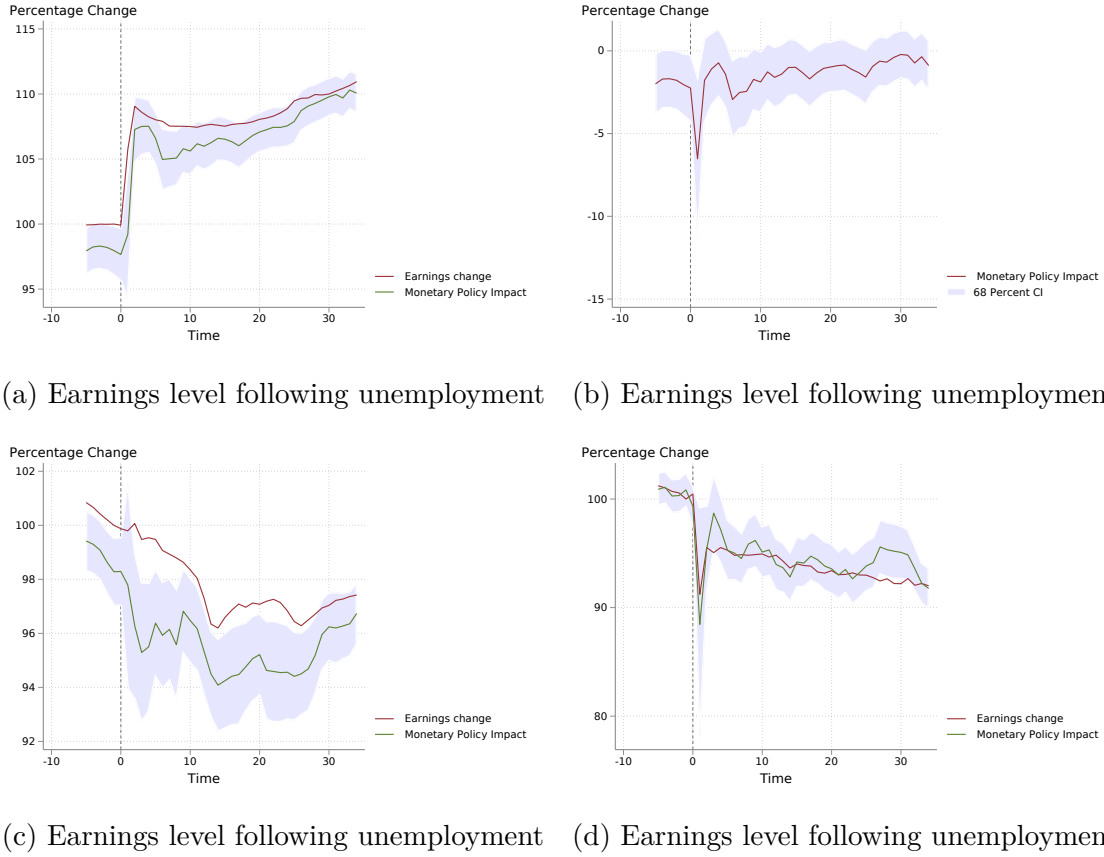 Percentage Change
115
110
105
100
95
-10 0 10 20 30
Time
Earnings change
Monetary Policy Impact
Percentage Change
0
-5
-10
-15
-10 0 10 20 30
Time
Monetary Policy Impact
68 Percent CI
(a) Earnings level following unemployment
(b) Earnings level following unemploymen
Percentage Change
102
100
98
96
94
92
-10 0 10 20 30
Time
Earnings change
Monetary Policy Impact
Percentage Change
100
90
80
-10 0 10 20 30
Time
Earnings change
Monetary Policy Impact
(c) Earnings level following unemployment
(d) Earnings level following unemploymen